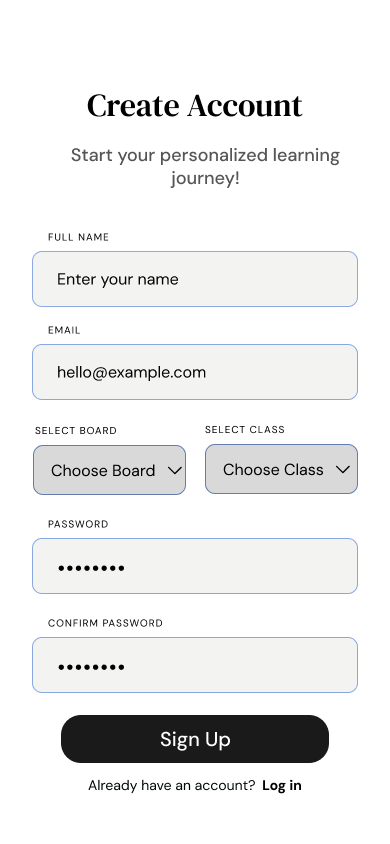 Create Account
Start your personalized learning
journey!
FULL NAME
Enter your name
EMAIL
hello@example.com
SELECT BOARD
SELECT CLASS
Choose Board
Choose Class
PASSWORD
••••••••
CONFIRM PASSWORD
••••••••
Sign Up
Already have an account? Log in